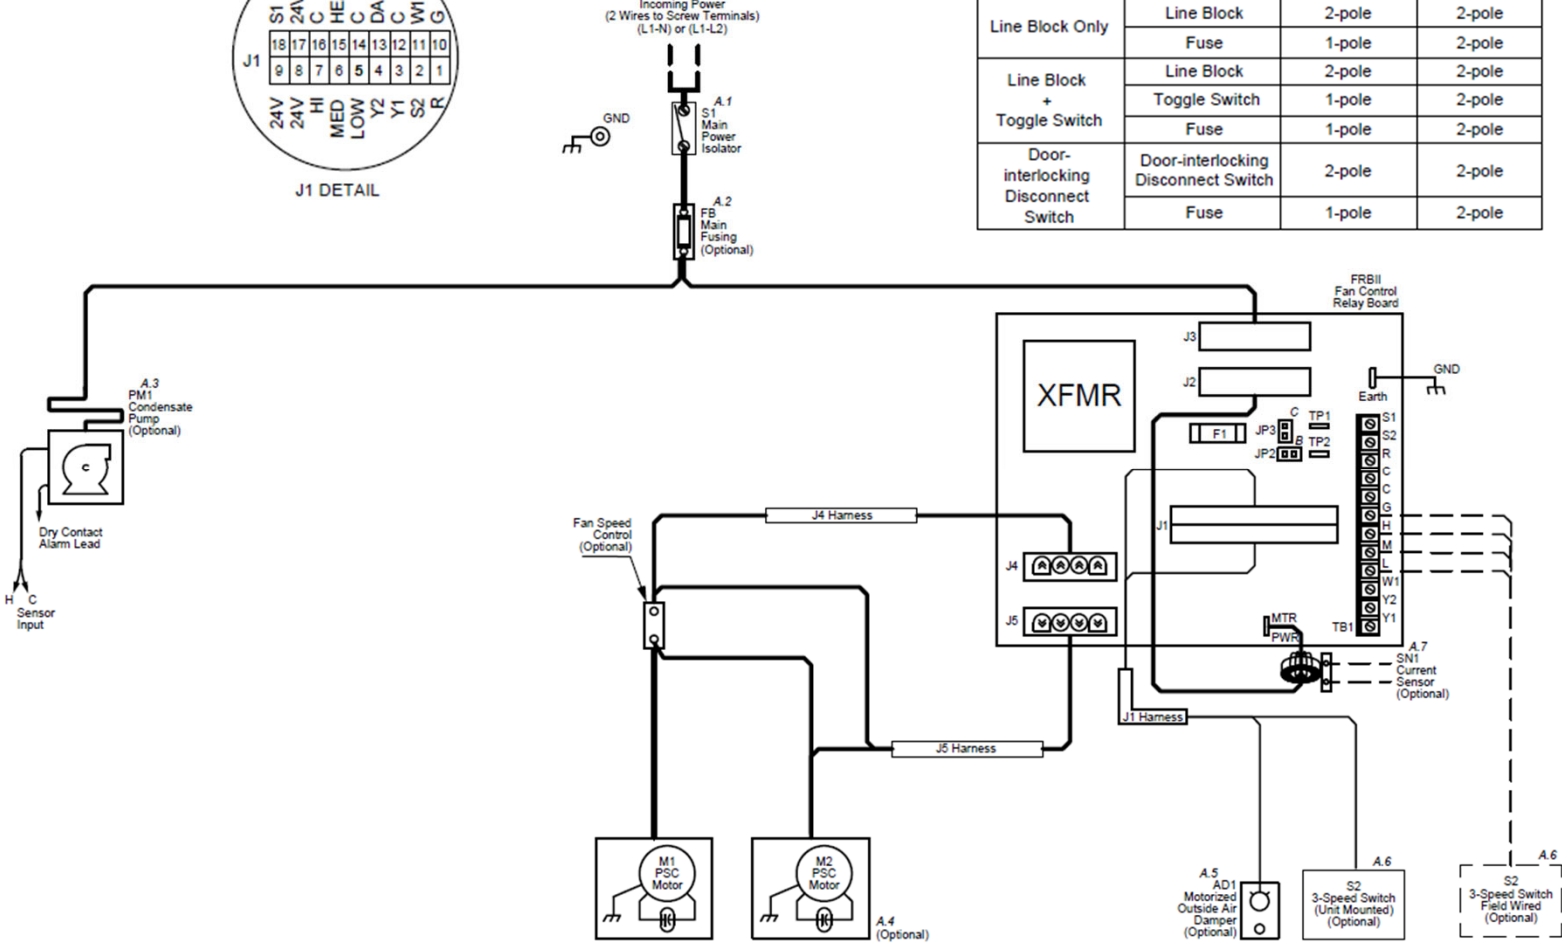 S1 24V C HE C DA C W1 G
18 17 16 15 14 13 12 11 10
J1
9 8 7 6 5 4 3 2 1
24V 24V HI MED LOW Y2 Y1 S2 R
J1 DETAIL
Incoming Power
(2 Wires to Screw Terminals)
(L1-N) or (L1-L2)
GND
A.1
S1
Main
Power
Isolator
A.2
FB
Main
Fusing
(Optional)
Line Block Only
Line Block 2-pole 2-pole
Fuse 1-pole 2-pole
Line Block
+
Toggle Switch
Line Block 2-pole 2-pole
Toggle Switch 1-pole 2-pole
Fuse 1-pole 2-pole
Door-
interlocking
Disconnect
Switch
Door-interlocking
Disconnect Switch
2-pole 2-pole
Fuse 1-pole 2-pole
A.3
PM1
Condensate
Pump
(Optional)
C
Dry Contact
Alarm Lead
H C
Sensor
Input
FRBII
Fan Control
Relay Board
XFMR
J3
J2
GND
Earth
F1
C
JP3
TP1
B
JP2
TP2
S1
S2
R
C
C
G
H
M
L
W1
Y2
Y1
TB1
J1
J4
J5
MTR
PWR
A.7
SN1
Current
Sensor
(Optional)
Fan Speed
Control
(Optional)
J4 Harness
J5 Harness
J1 Harness
M1
PSC
Motor
M2
PSC
Motor
A.4
(Optional)
A.5
AD1
Motorized
Outside Air
Damper
(Optional)
A.6
S2
3-Speed Switch
(Unit Mounted)
(Optional)
A.6
S2
3-Speed Switch
Field Wired
(Optional)